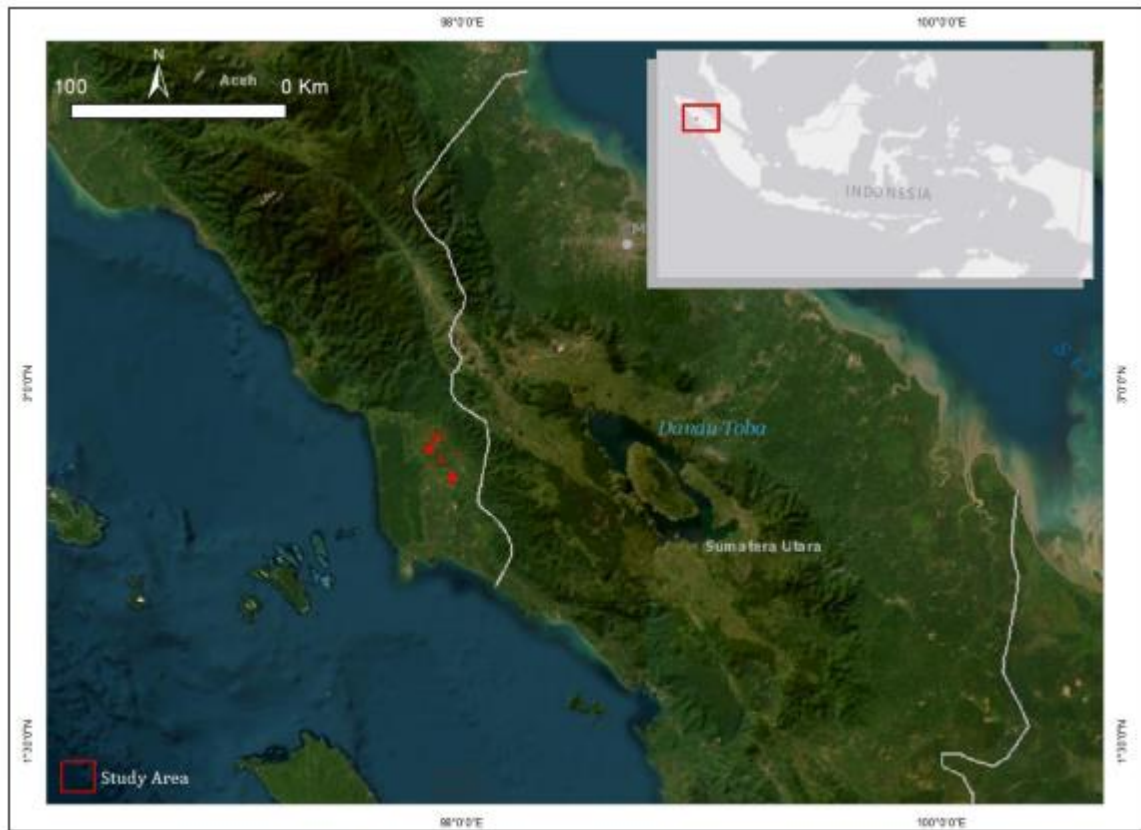 98°0'0"E 100°0'0"E
N
Aceh
100 0 Km
INDONESIA
M
3°0'0"N 3°0'0"N
Danau Toba
Sumatera Utara
1°30'0"N 1°30'0"N
Study Area
98°0'0"E 100°0'0"E